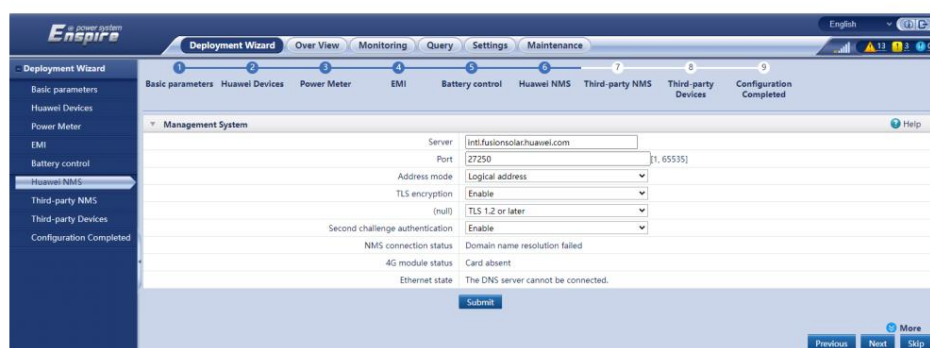 Enspire
English
Deployment Wizard Over View Monitoring Query Settings Maintenance
13 3
Deployment Wizard
Basic parameters
Huawei Devices
Power Meter
EMI
Battery control
Huawei NMS
Third-party NMS
Third-party Devices
Configuration Completed
1 2 3 4 5 6 7 8 9
Basic parameters Huawei Devices Power Meter EMI Battery control Huawei NMS Third-party NMS Third-party Devices Configuration Completed
Management System Help
Server intl.fusionsolar.huawei.com
Port 27250 [1, 65535]
Address mode Logical address
TLS encryption Enable
(null) TLS 1.2 or later
Second challenge authentication Enable
NMS connection status Domain name resolution failed
4G module status Card absent
Ethernet state The DNS server cannot be connected.
Submit
More
Previous Next Skip